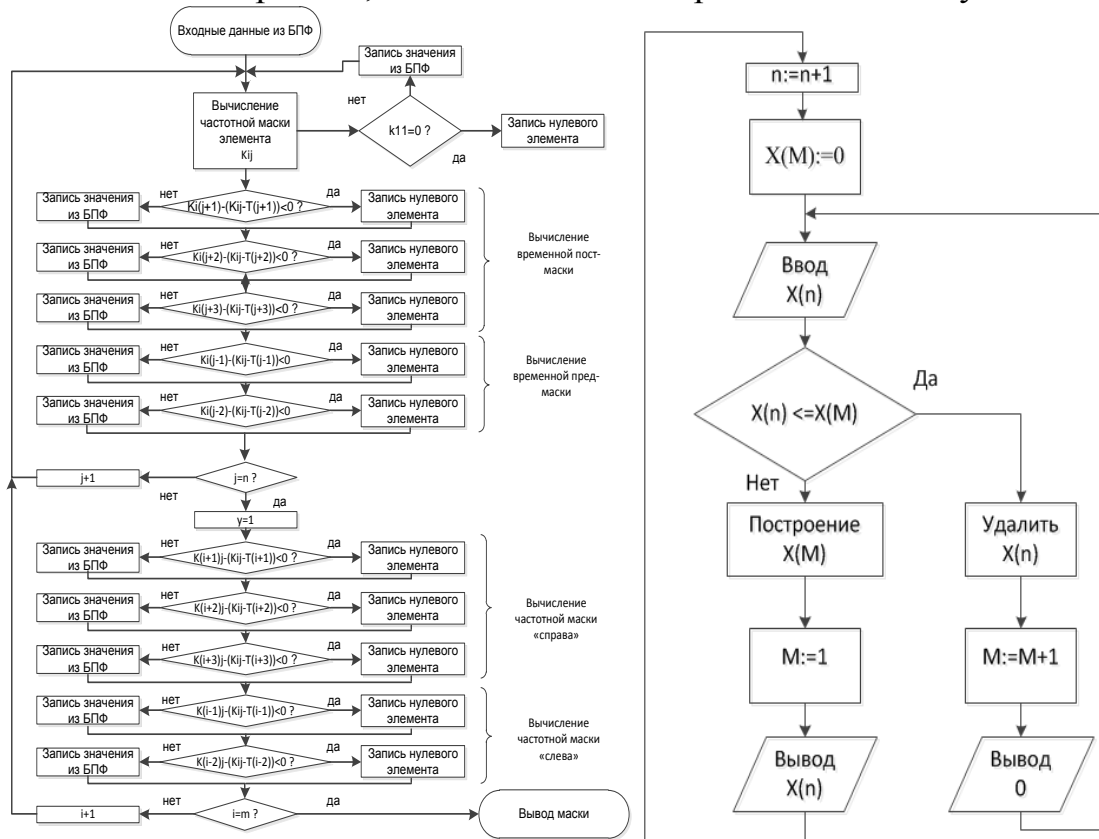 Входные данные из БПФ
Запись значения
из БПФ
нет
Вычисление
частотной маски
элемента
Kij
k11=0 ?
да
Запись нулевого
элемента
Запись значения
из БПФ
нет
Ki(j+1)-(Kij-T(j+1))<0 ?
да
Запись нулевого
элемента
Запись значения
из БПФ
нет
Ki(j+2)-(Kij-T(j+2))<0 ?
да
Запись нулевого
элемента
Запись значения
из БПФ
нет
Ki(j+3)-(Kij-T(j+3))<0 ?
да
Запись нулевого
элемента
Вычисление
временной пост-
маски
Запись значения
из БПФ
нет
Ki(j-1)-(Kij-T(j-1))<0
да
Запись нулевого
элемента
Запись значения
из БПФ
нет
Ki(j-2)-(Kij-T(j-2))<0
да
Запись нулевого
элемента
Вычисление
временной пред-
маски
j+1
j=n ?
нет
да
y=1
Запись значения
из БПФ
нет
K(i+1)j-(Kij-T(i+1))<0 ?
да
Запись нулевого
элемента
Запись значения
из БПФ
нет
K(i+2)j-(Kij-T(i+2))<0 ?
да
Запись нулевого
элемента
Запись значения
из БПФ
нет
K(i+3)j-(Kij-T(i+3))<0 ?
да
Запись нулевого
элемента
Вычисление
частотной маски
«справа»
Запись значения
из БПФ
нет
K(i-1)j-(Kij-T(i-1))<0 ?
да
Запись нулевого
элемента
Запись значения
из БПФ
нет
K(i-2)j-(Kij-T(i-2))<0 ?
да
Запись нулевого
элемента
Вычисление
частотной маски
«слева»
i+1
нет
i=m ?
да
Вывод маски
n:=n+1
X(M):=0
Ввод
X(n)
X(n) <=X(M)
Да
Нет
Построение
X(M)
Удалить
X(n)
M:=1
M:=M+1
Вывод
X(n)
Вывод
0